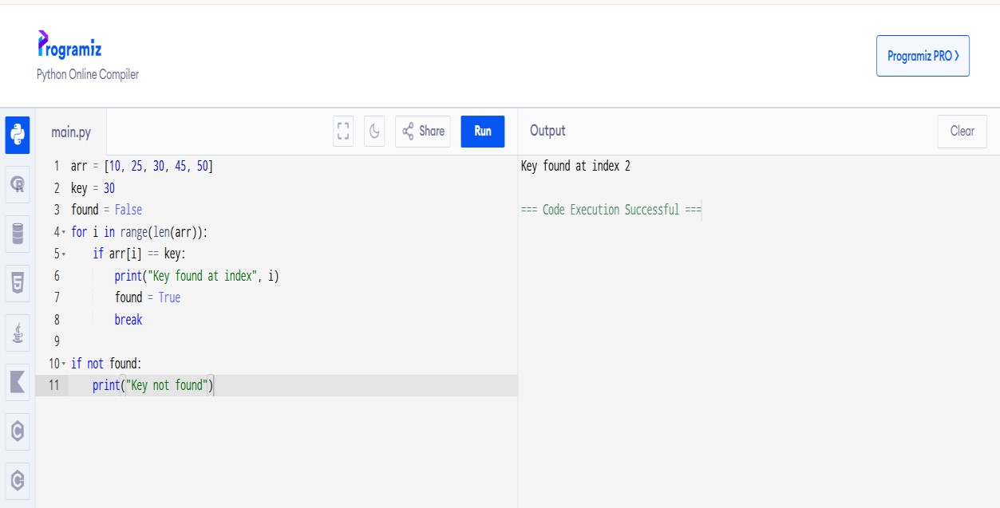 Programiz
Python Online Compiler
Programiz PRO >
main.py
Share
Run
Output
Clear
1 arr = [10, 25, 30, 45, 50]
2 key = 30
3 found = False
4 for i in range(len(arr)):
5     if arr[i] == key:
6         print("Key found at index", i)
7         found = True
8         break
9
10 if not found:
11     print("Key not found")
Key found at index 2
=== Code Execution Successful ===